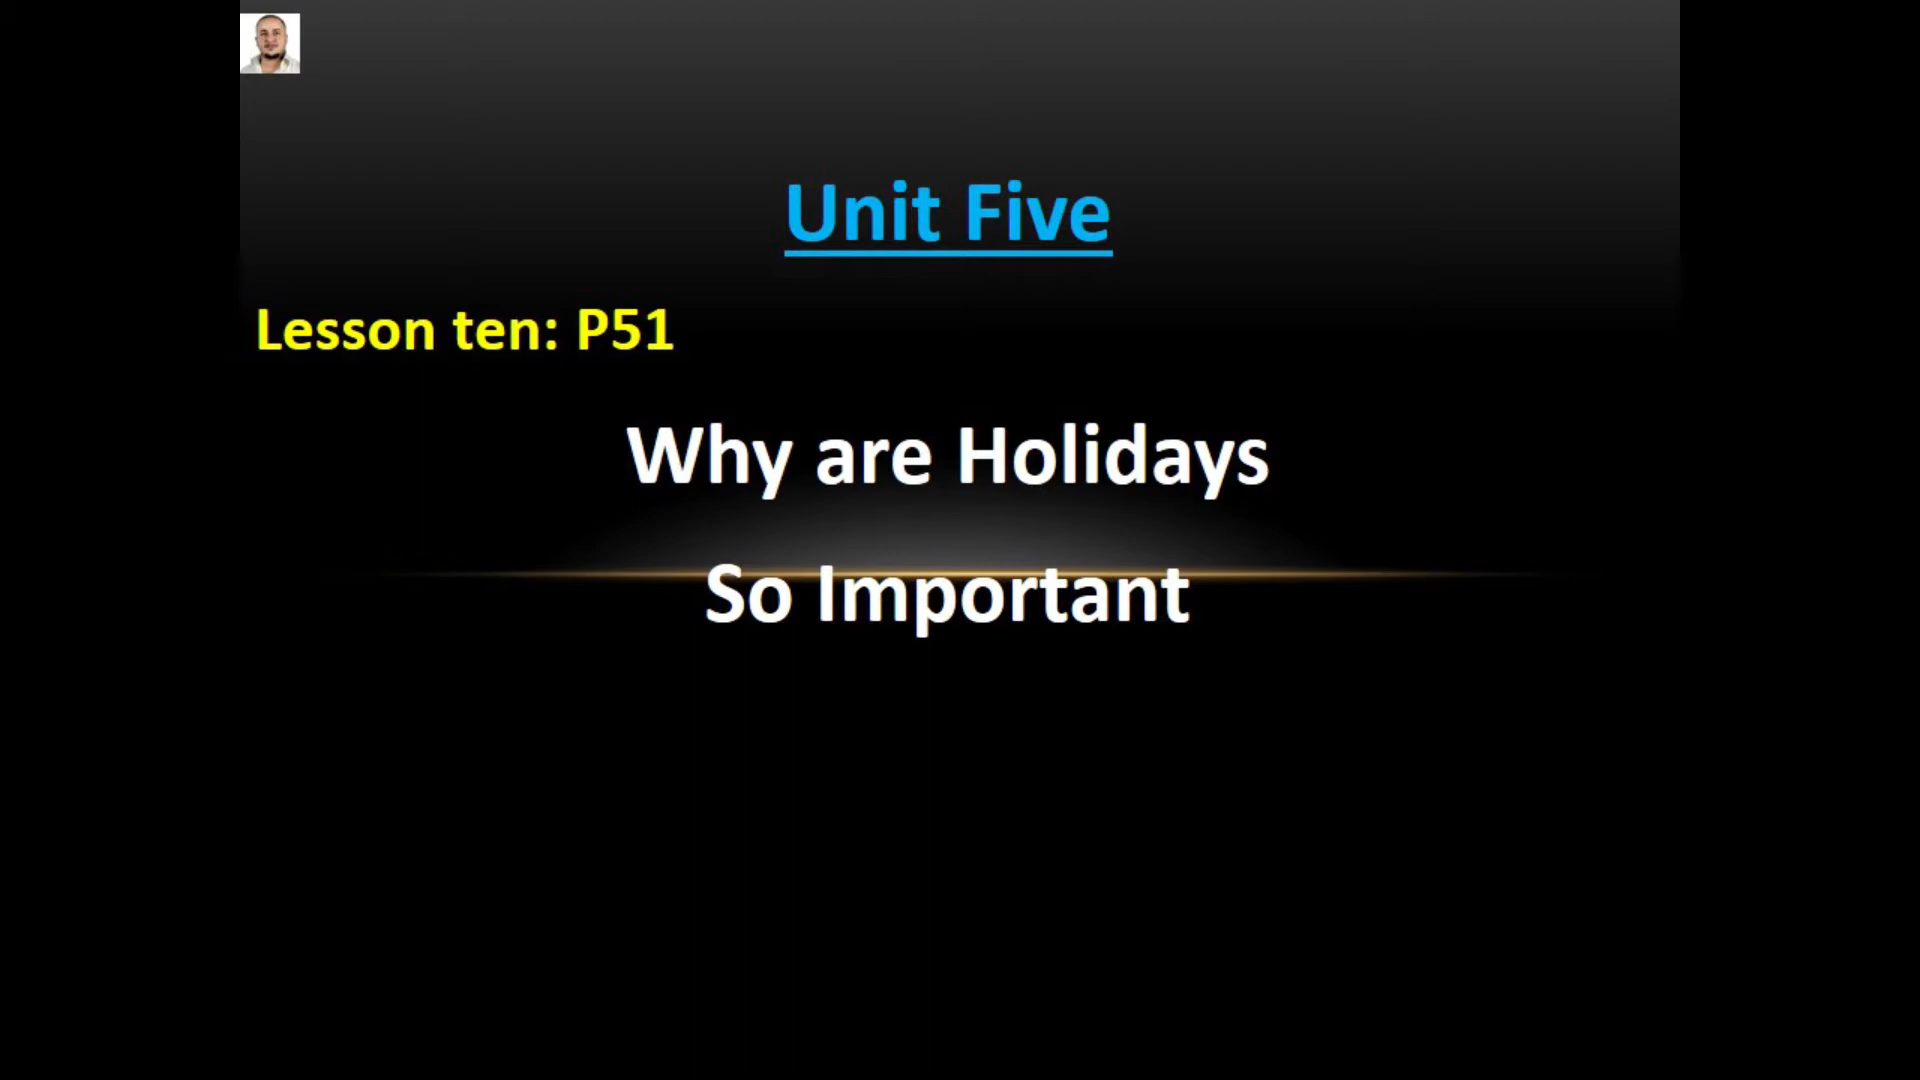 Unit Five
Lesson ten: P51
Why are Holidays
So Important